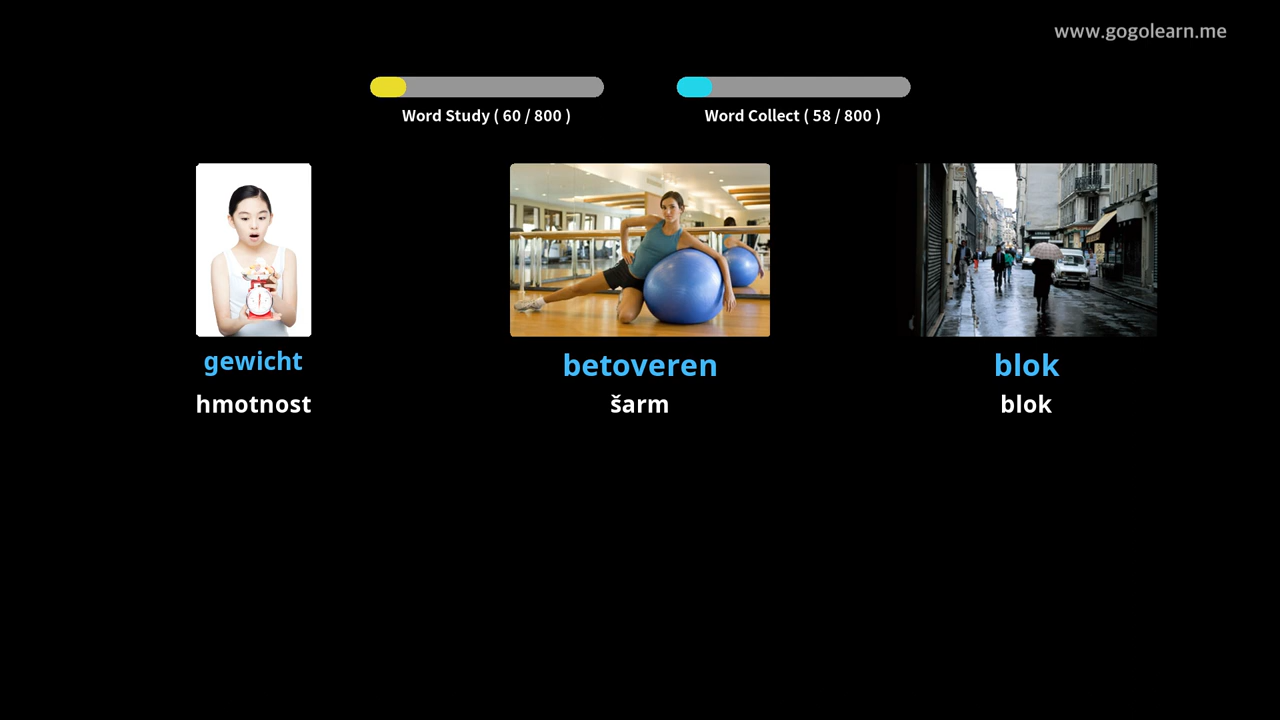 www.gogolearn.me
Word Study ( 60 / 800 )
Word Collect ( 58 / 800 )
gewicht
betoveren
blok
hmotnost
šarm
blok